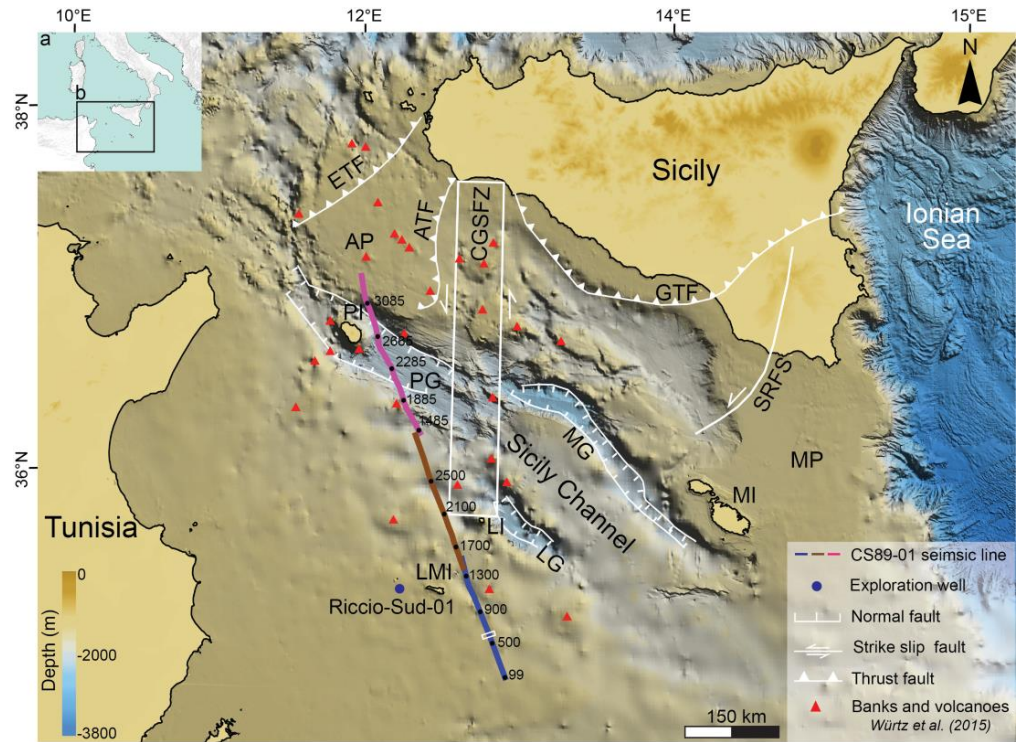 10°E
12°E
14°E
15°E
a
b
N
38°N
36°N
Sicily
Ionian
Sea
ETF
ATF
CGSFZ
AP
GTF
SRFS
PI
3085
2685
2285
PG
1885
1485
MG
Sicily Channel
MP
MI
2500
2100
LI
LG
1700
LMI
1300
Riccio-Sud-01
900
500
99
Tunisia
Depth (m)
0
-2000
-3800
150 km
CS89-01 seimsic line
Exploration well
Normal fault
Strike slip fault
Thrust fault
Banks and volcanoes
Würtz et al. (2015)